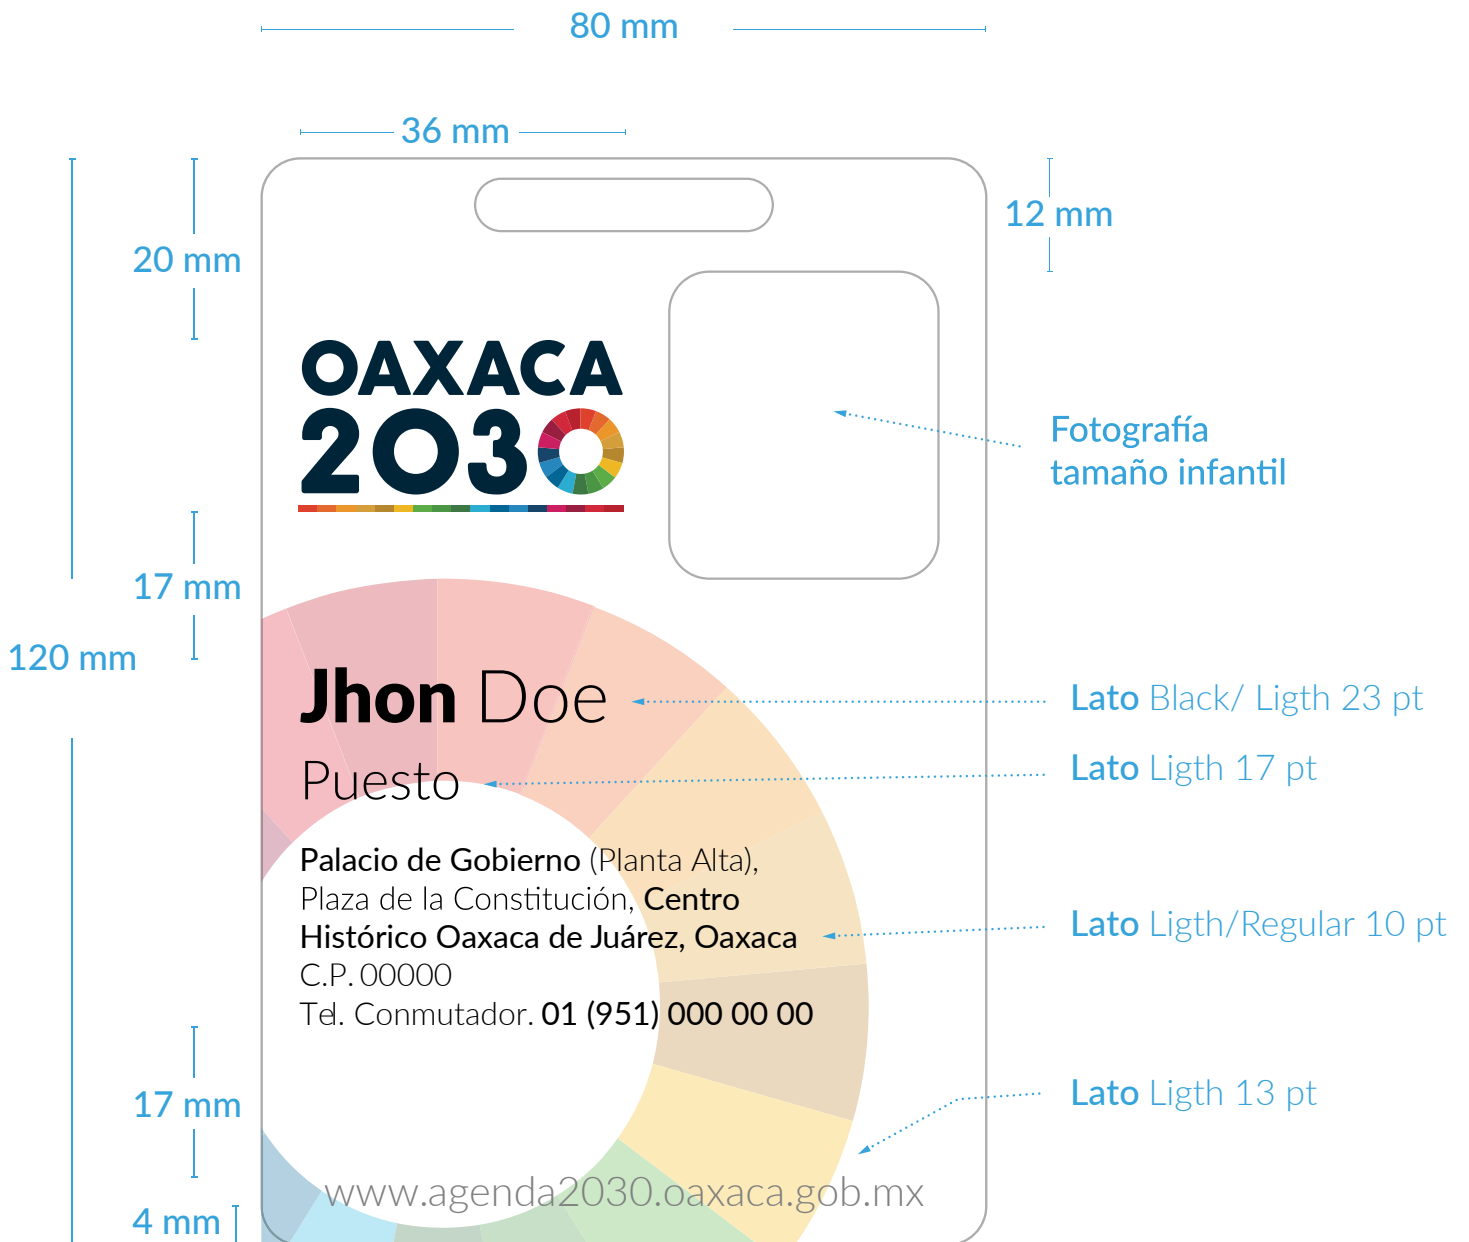 80 mm
36 mm
12 mm
20 mm
OAXACA
2030
Fotografía
tamaño infantil
17 mm
120 mm
Jhon Doe
Lato Black/ Ligth 23 pt
Puesto
Lato Ligth 17 pt
Palacio de Gobierno (Planta Alta),
Plaza de la Constitución, Centro
Histórico Oaxaca de Juárez, Oaxaca
C.P. 00000
Tel. Conmutador. 01 (951) 000 00 00
Lato Ligth/Regular 10 pt
17 mm
Lato Ligth 13 pt
www.agenda2030.oaxaca.gob.mx
4 mm